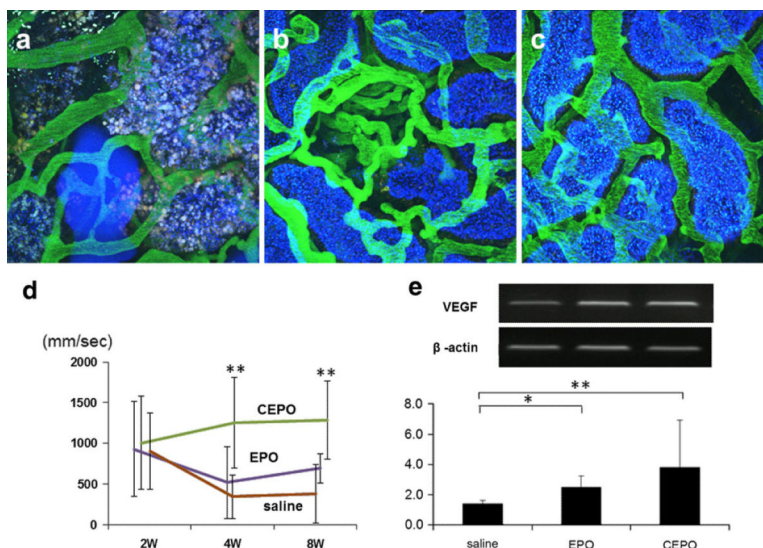 a
b
c
d
e
(mm/sec)
2000
1500
1000
500
0
**
**
CEPO
EPO
saline
2W
4W
8W
VEGF
β -actin
**
*
8.0
6.0
4.0
2.0
0.0
saline
EPO
CEPO